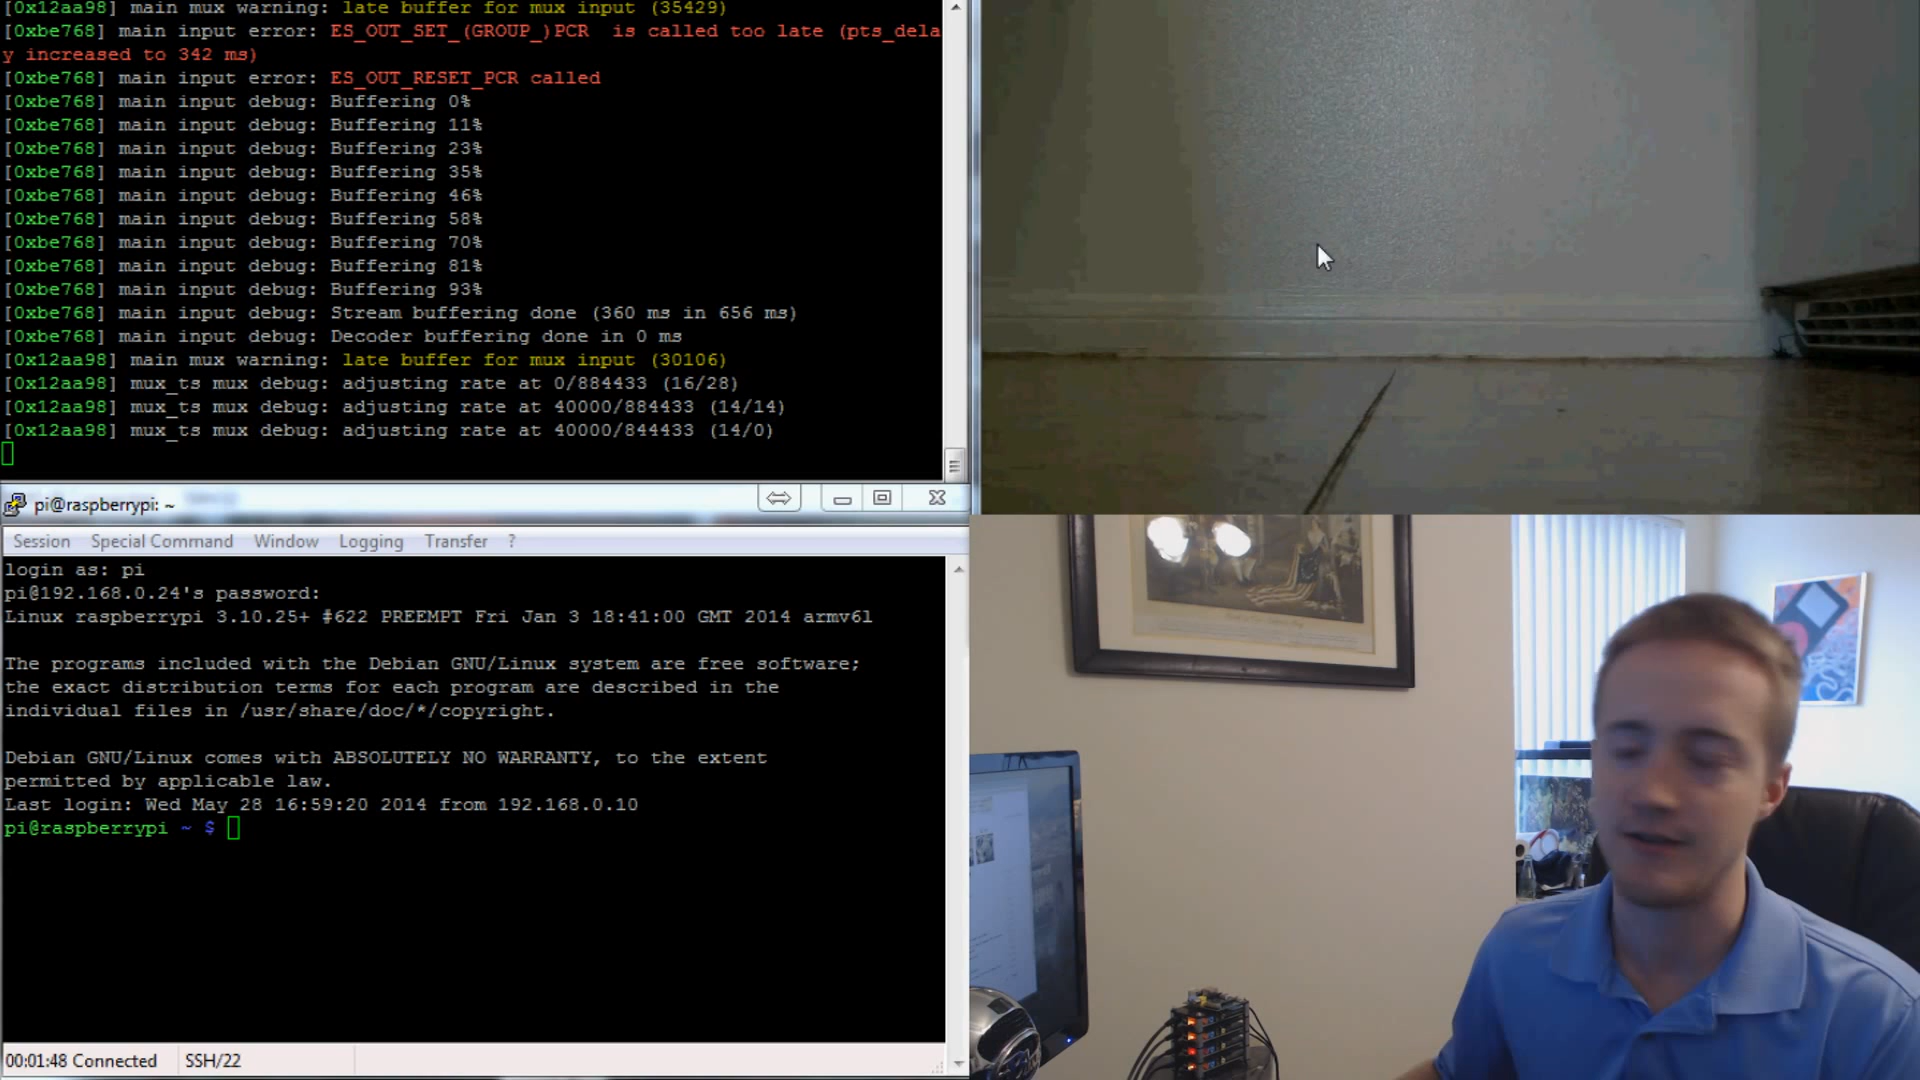 [0x12aa98] main mux warning: late buffer for mux input (35429)
[0xbe768] main input error: ES_OUT_SET_(GROUP_)PCR  is called too late (pts_dela
y increased to 342 ms)
[0xbe768] main input error: ES_OUT_RESET_PCR called
[0xbe768] main input debug: Buffering 0%
[0xbe768] main input debug: Buffering 11%
[0xbe768] main input debug: Buffering 23%
[0xbe768] main input debug: Buffering 35%
[0xbe768] main input debug: Buffering 46%
[0xbe768] main input debug: Buffering 58%
[0xbe768] main input debug: Buffering 70%
[0xbe768] main input debug: Buffering 81%
[0xbe768] main input debug: Buffering 93%
[0xbe768] main input debug: Stream buffering done (360 ms in 656 ms)
[0xbe768] main input debug: Decoder buffering done in 0 ms
[0x12aa98] main mux warning: late buffer for mux input (30106)
[0x12aa98] mux_ts mux debug: adjusting rate at 0/884433 (16/28)
[0x12aa98] mux_ts mux debug: adjusting rate at 40000/884433 (14/14)
[0x12aa98] mux_ts mux debug: adjusting rate at 40000/844433 (14/0)
pi@raspberrypi: ~
Session Special Command Window Logging Transfer ?
login as: pi
pi@192.168.0.24's password:
Linux raspberrypi 3.10.25+ #622 PREEMPT Fri Jan 3 18:41:00 GMT 2014 armv6l
The programs included with the Debian GNU/Linux system are free software;
the exact distribution terms for each program are described in the
individual files in /usr/share/doc/*/copyright.
Debian GNU/Linux comes with ABSOLUTELY NO WARRANTY, to the extent
permitted by applicable law.
Last login: Wed May 28 16:59:20 2014 from 192.168.0.10
pi@raspberrypi ~ $
00:01:48 Connected SSH/22